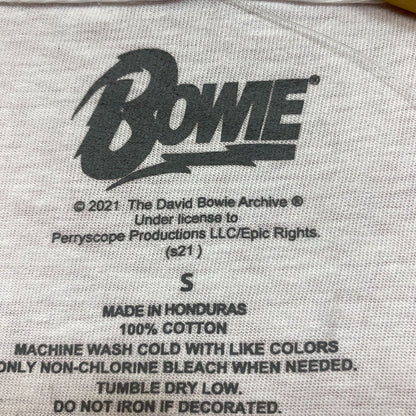 BOWIE®
© 2021 The David Bowie Archive ®
Under license to
Perryscope Productions LLC/Epic Rights.
(s21 )
S
MADE IN HONDURAS
100% COTTON
MACHINE WASH COLD WITH LIKE COLORS
ONLY NON-CHLORINE BLEACH WHEN NEEDED.
TUMBLE DRY LOW.
DO NOT IRON IF DECORATED.